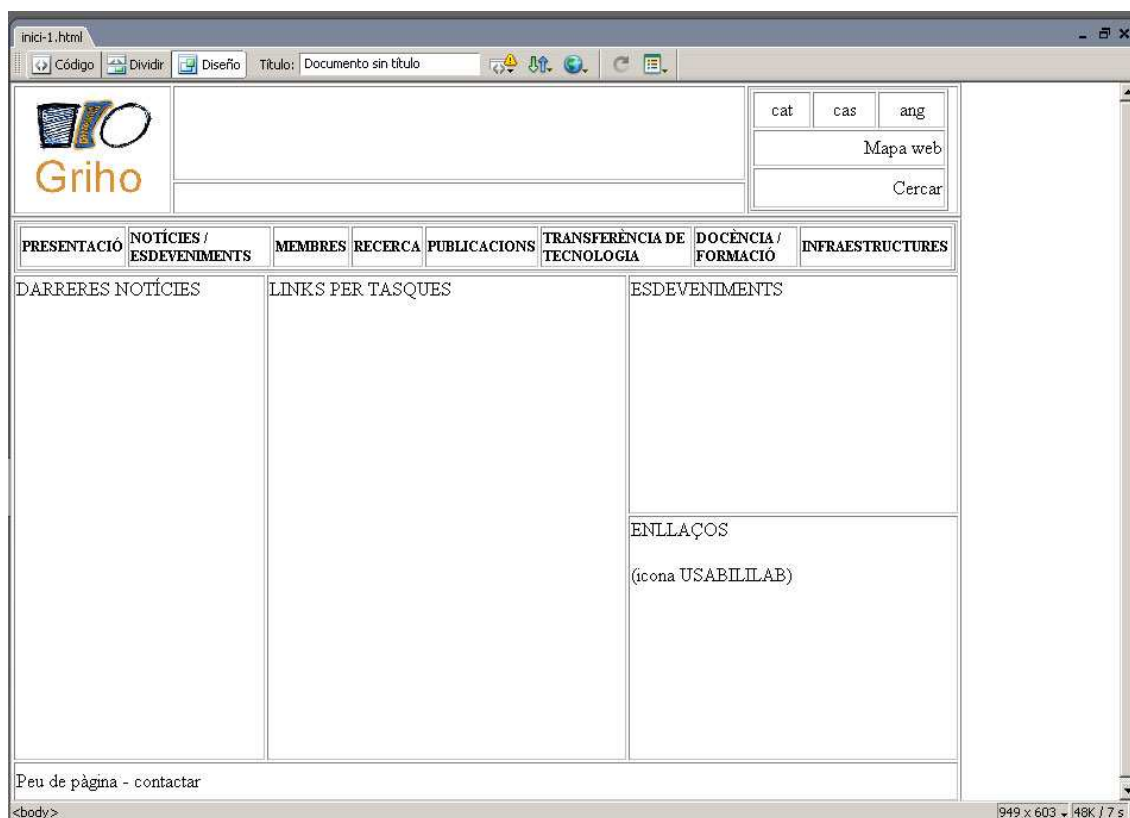 inici-1.html
Código Dividir Diseño Título: Documento sin título
cat cas ang
Mapa web
Cercar
Griho
PRESENTACIÓ NOTÍCIES / ESDEVENIMENTS MEMBRES RECERCA PUBLICACIONS TRANSFERÈNCIA DE TECNOLOGIA DOCÈNCIA / FORMACIÓ INFRAESTRUCTURES
DARRERES NOTÍCIES
LINKS PER TASQUES
ESDEVENIMENTS
ENLLAÇOS
(icona USABILILAB)
Peu de pàgina - contactar
<body> 949 x 603 48K / 7 s